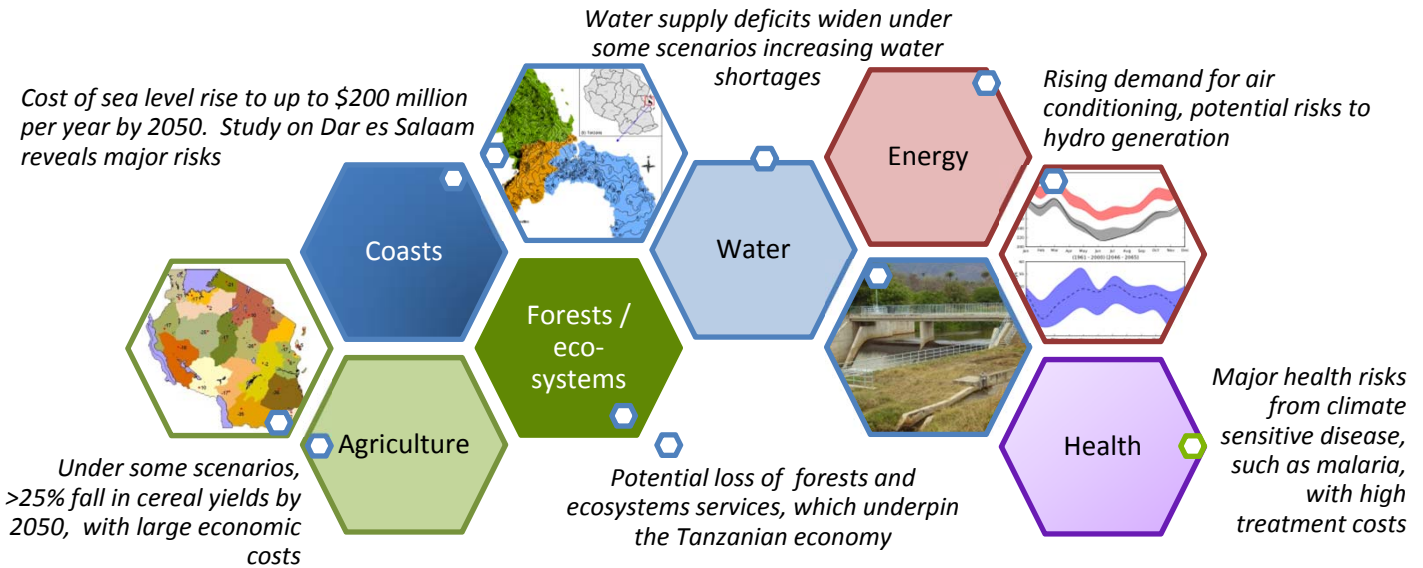 Water supply deficits widen under
some scenarios increasing water
shortages
Cost of sea level rise to up to $200 million
per year by 2050. Study on Dar es Salaam
reveals major risks
Rising demand for air
conditioning, potential risks to
hydro generation
Energy
Coasts
Water
Forests /
eco-
systems
Agriculture
Health
Under some scenarios,
>25% fall in cereal yields by
2050, with large economic
costs
Potential loss of forests and
ecosystems services, which underpin
the Tanzanian economy
Major health risks
from climate
sensitive disease,
such as malaria,
with high
treatment costs